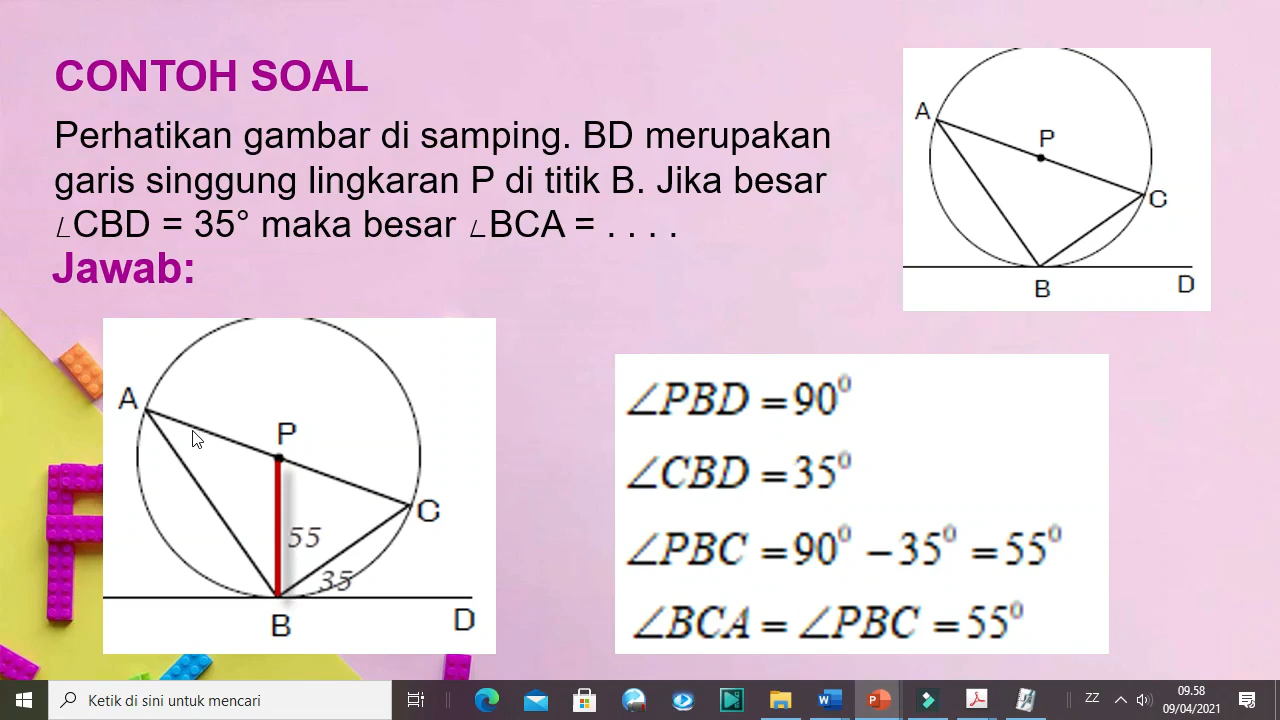 CONTOH SOAL
Perhatikan gambar di samping. BD merupakan
garis singgung lingkaran P di titik B. Jika besar
∠CBD = 35° maka besar ∠BCA = . . . .
Jawab:
A
P
C
B
D
A
P
C
55
35
B
D
∠PBD = 90⁰
∠CBD = 35⁰
∠PBC = 90⁰ − 35⁰ = 55⁰
∠BCA = ∠PBC = 55⁰
Ketik di sini untuk mencari
ZZ
09.58
09/04/2021